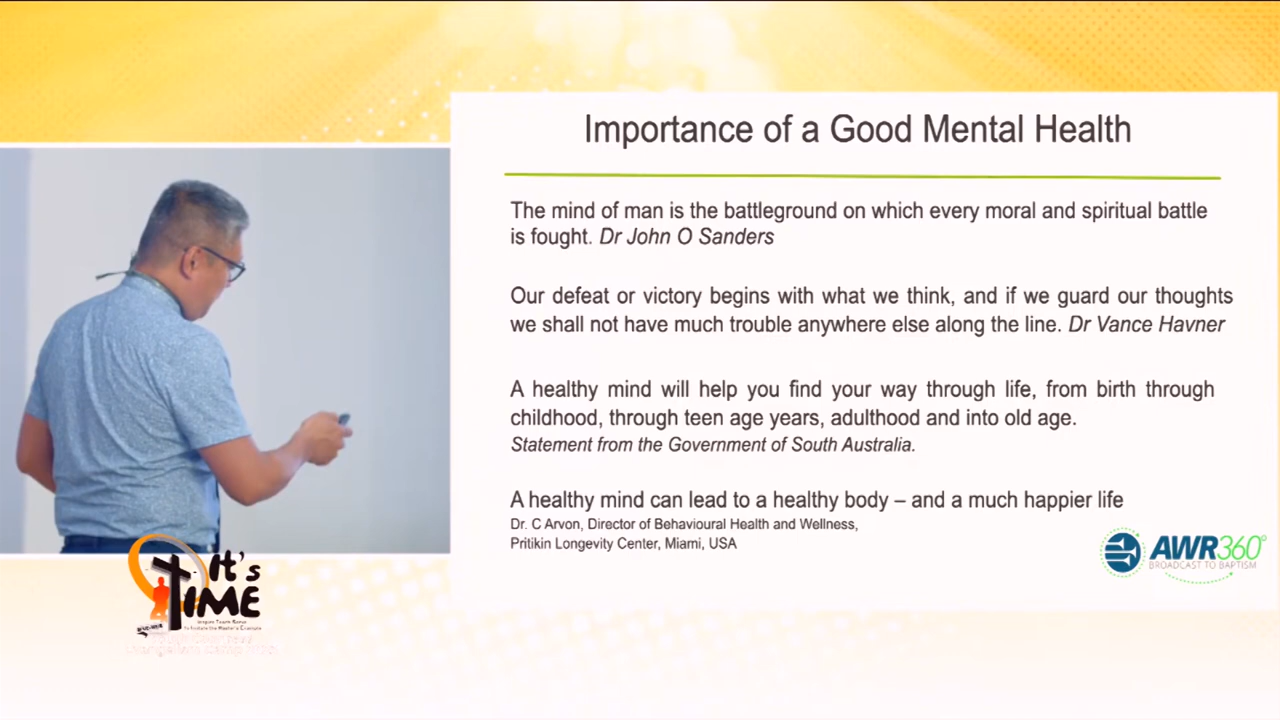 Importance of a Good Mental Health
The mind of man is the battleground on which every moral and spiritual battle
is fought. Dr John O Sanders
Our defeat or victory begins with what we think, and if we guard our thoughts
we shall not have much trouble anywhere else along the line. Dr Vance Havner
A healthy mind will help you find your way through life, from birth through
childhood, through teen age years, adulthood and into old age.
Statement from the Government of South Australia.
A healthy mind can lead to a healthy body – and a much happier life
Dr. C Arvon, Director of Behavioural Health and Wellness,
Pritikin Longevity Center, Miami, USA
AWR360°
BROADCAST TO BAPTISM
It's
TIME